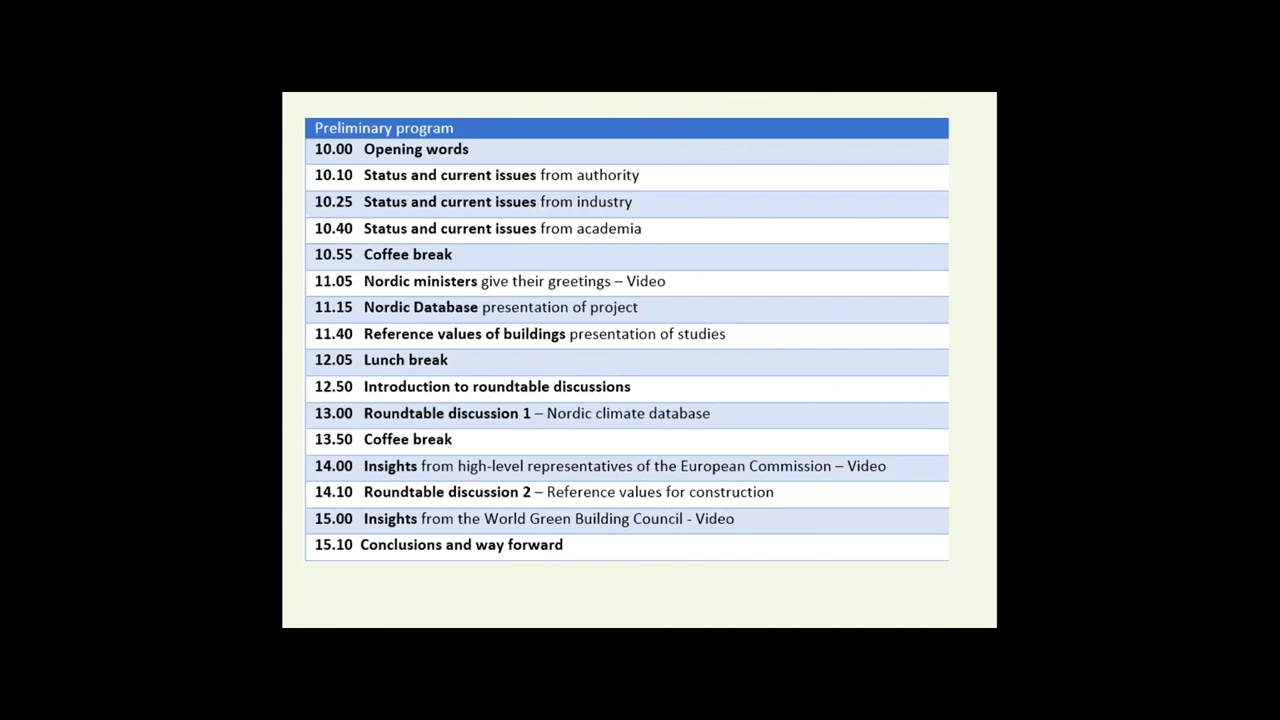 Preliminary program
10.00 Opening words
10.10 Status and current issues from authority
10.25 Status and current issues from industry
10.40 Status and current issues from academia
10.55 Coffee break
11.05 Nordic ministers give their greetings – Video
11.15 Nordic Database presentation of project
11.40 Reference values of buildings presentation of studies
12.05 Lunch break
12.50 Introduction to roundtable discussions
13.00 Roundtable discussion 1 – Nordic climate database
13.50 Coffee break
14.00 Insights from high-level representatives of the European Commission – Video
14.10 Roundtable discussion 2 – Reference values for construction
15.00 Insights from the World Green Building Council - Video
15.10 Conclusions and way forward